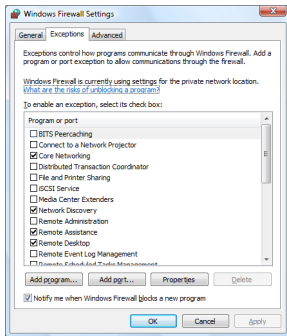 Windows Firewall Settings
General Exceptions Advanced
Exceptions control how programs communicate through Windows Firewall. Add a
program or port exception to allow communications through the firewall.
Windows Firewall is currently using settings for the private network location.
What are the risks of unblocking a program?
To enable an exception, select its check box:
Program or port
BITS Peercaching
Connect to a Network Projector
Core Networking
Distributed Transaction Coordinator
File and Printer Sharing
iSCSI Service
Media Center Extenders
Network Discovery
Remote Administration
Remote Assistance
Remote Desktop
Remote Event Log Management
Remote Scheduled Tasks Management
Add program... Add port... Properties Delete
Notify me when Windows Firewall blocks a new program
OK Cancel Apply